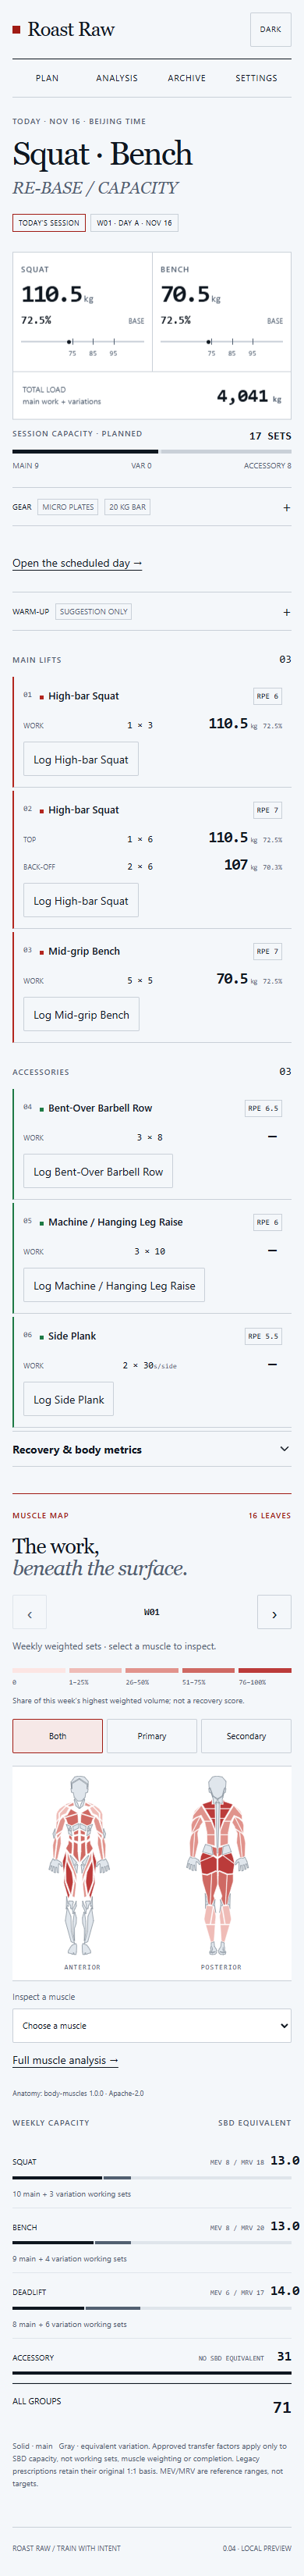 Roast Raw
DARK
PLAN ANALYSIS ARCHIVE SETTINGS
TODAY · NOV 16 · BEIJING TIME
Squat · Bench
RE-BASE / CAPACITY
TODAY'S SESSION W01 · DAY A · NOV 16
SQUAT
110.5 kg
72.5% BASE
75 85 95
BENCH
70.5 kg
72.5% BASE
75 85 95
TOTAL LOAD
main work + variations
4,041 kg
SESSION CAPACITY · PLANNED 17 SETS
MAIN 9 VAR 0 ACCESSORY 8
GEAR MICRO PLATES 20 KG BAR +
Open the scheduled day →
WARM-UP SUGGESTION ONLY +
MAIN LIFTS 03
01 High-bar Squat RPE 6
WORK 1 × 3 110.5 kg 72.5%
Log High-bar Squat
02 High-bar Squat RPE 7
TOP 1 × 6 110.5 kg 72.5%
BACK-OFF 2 × 6 107 kg 70.3%
Log High-bar Squat
03 Mid-grip Bench RPE 7
WORK 5 × 5 70.5 kg 72.5%
Log Mid-grip Bench
ACCESSORIES 03
04 Bent-Over Barbell Row RPE 6.5
WORK 3 × 8 —
Log Bent-Over Barbell Row
05 Machine / Hanging Leg Raise RPE 6
WORK 3 × 10 —
Log Machine / Hanging Leg Raise
06 Side Plank RPE 5.5
WORK 2 × 30s/side —
Log Side Plank
Recovery & body metrics
MUSCLE MAP 16 LEAVES
The work,
beneath the surface.
‹ W01 ›
Weekly weighted sets · select a muscle to inspect.
0 1–25% 26–50% 51–75% 76–100%
Share of this week's highest weighted volume; not a recovery score.
Both Primary Secondary
ANTERIOR POSTERIOR
Inspect a muscle
Choose a muscle
Full muscle analysis →
Anatomy: body-muscles 1.0.0 · Apache-2.0
WEEKLY CAPACITY SBD EQUIVALENT
SQUAT MEV 8 / MRV 18 13.0
10 main + 3 variation working sets
BENCH MEV 8 / MRV 20 13.0
9 main + 4 variation working sets
DEADLIFT MEV 6 / MRV 17 14.0
8 main + 6 variation working sets
ACCESSORY NO SBD EQUIVALENT 31
ALL GROUPS 71
Solid · main Gray · equivalent variation. Approved transfer factors apply only to
SBD capacity, not working sets, muscle weighting or completion. Legacy
prescriptions retain their original 1:1 basis. MEV/MRV are reference ranges, not
targets.
ROAST RAW / TRAIN WITH INTENT 0.04 · LOCAL PREVIEW